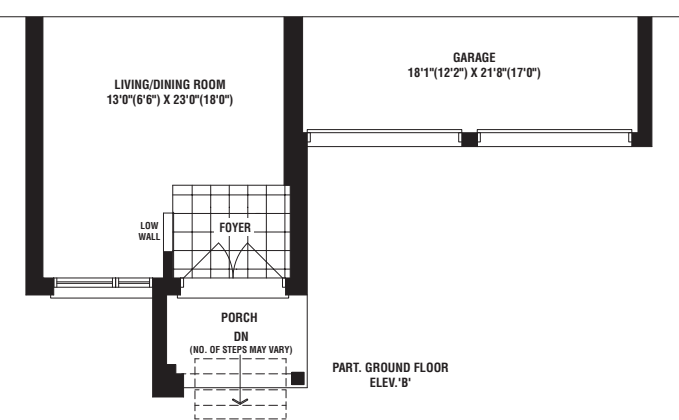 GARAGE
18'1"(12'2") X 21'8"(17'0")
LIVING/DINING ROOM
13'0"(6'6") X 23'0"(18'0")
LOW
WALL
FOYER
PORCH
DN
(NO. OF STEPS MAY VARY)
PART. GROUND FLOOR
ELEV.'B'